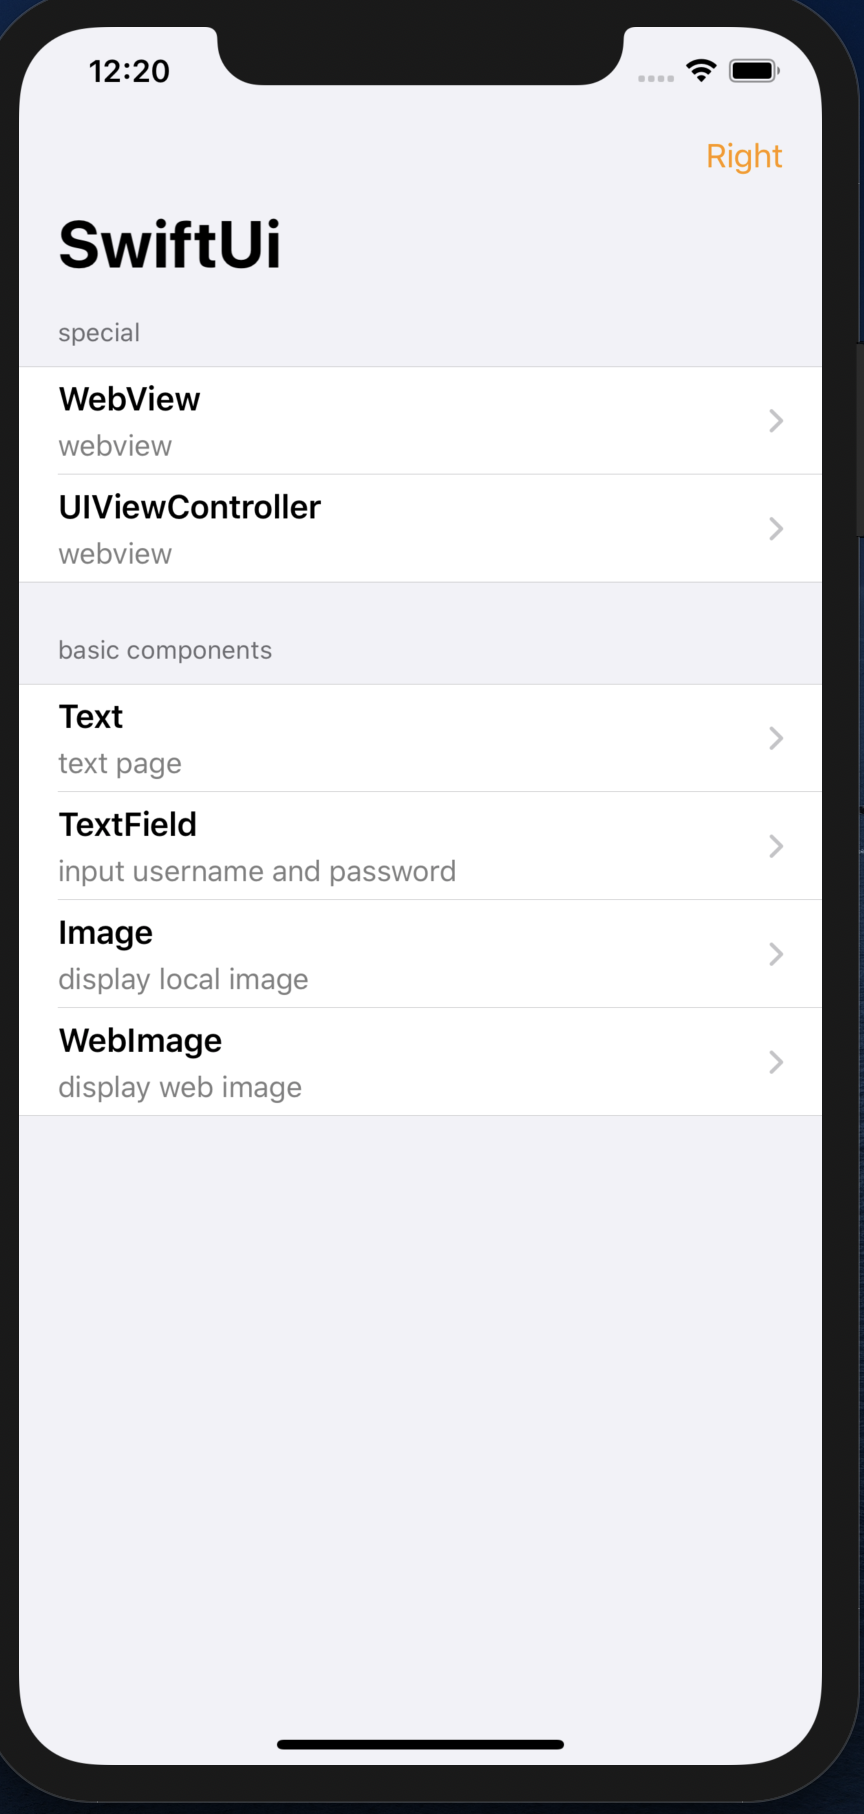 12:20
Right
SwiftUi
special
WebView
webview
UIViewController
webview
basic components
Text
text page
TextField
input username and password
Image
display local image
WebImage
display web image